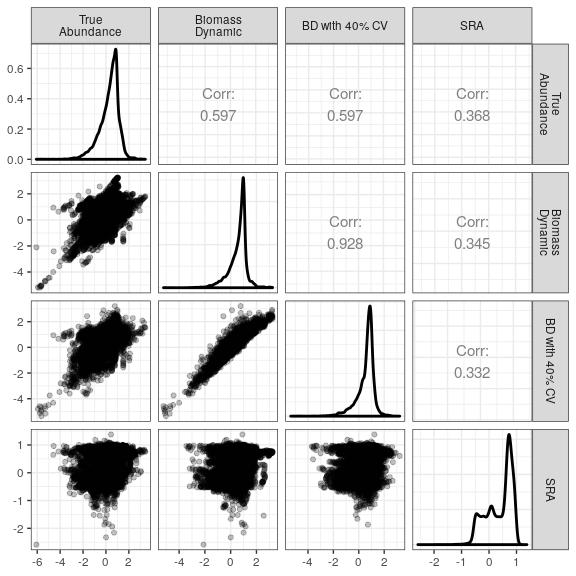 True
Abundance
Biomass
Dynamic
BD with 40% CV
SRA
0.6
0.4
0.2
0.0
Corr:
0.597
Corr:
0.597
Corr:
0.368
True
Abundance
2
0
-2
-4
Corr:
0.928
Corr:
0.345
Biomass
Dynamic
2
0
-2
-4
Corr:
0.332
BD with 40% CV
1
0
-1
-2
SRA
-6 -4 -2 0 2
-4 -2 0 2
-4 -2 0 2
-2 -1 0 1